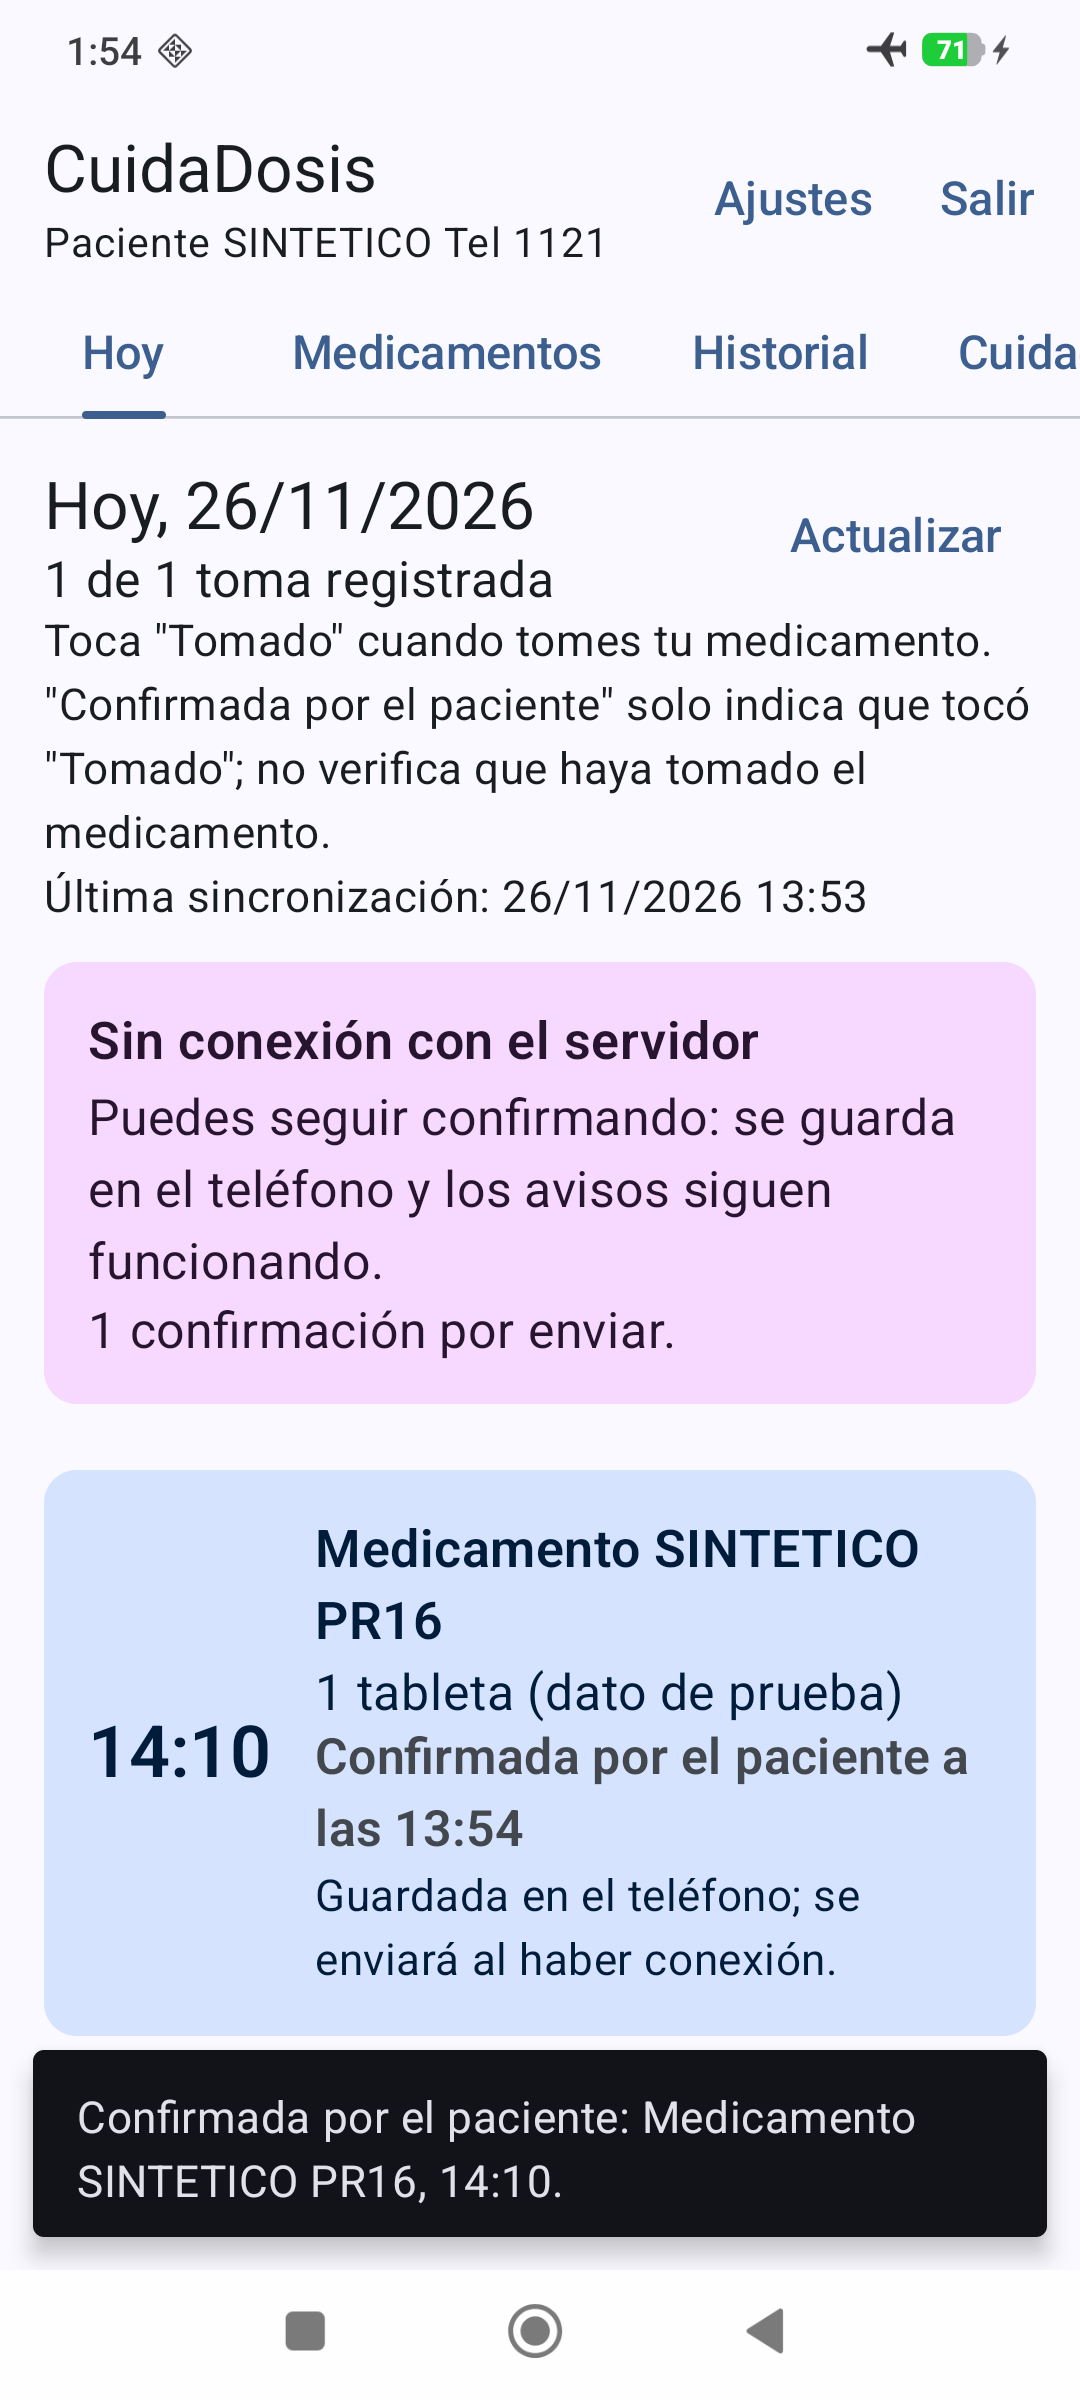 1:54
71
CuidaDosis
Paciente SINTETICO Tel 1121
Ajustes
Salir
Hoy
Medicamentos
Historial
Cuida
Hoy, 26/11/2026
Actualizar
1 de 1 toma registrada
Toca "Tomado" cuando tomes tu medicamento.
"Confirmada por el paciente" solo indica que tocó
"Tomado"; no verifica que haya tomado el
medicamento.
Última sincronización: 26/11/2026 13:53
Sin conexión con el servidor
Puedes seguir confirmando: se guarda
en el teléfono y los avisos siguen
funcionando.
1 confirmación por enviar.
14:10
Medicamento SINTETICO
PR16
1 tableta (dato de prueba)
Confirmada por el paciente a
las 13:54
Guardada en el teléfono; se
enviará al haber conexión.
Confirmada por el paciente: Medicamento
SINTETICO PR16, 14:10.